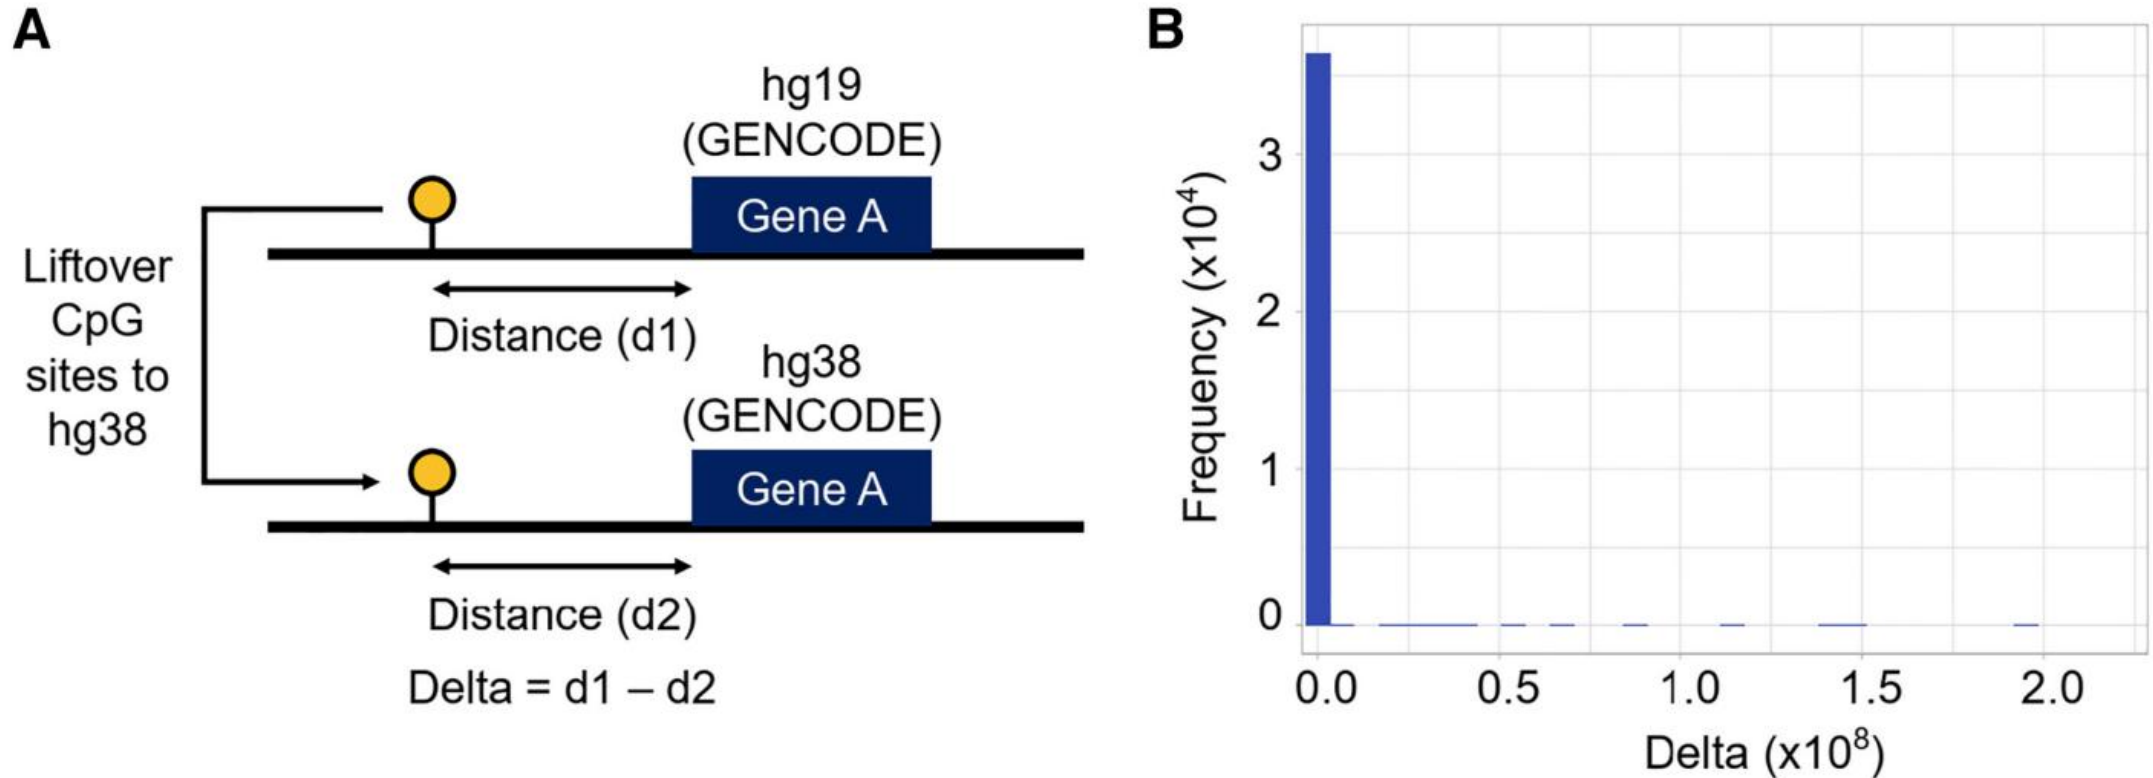 A
hg19
(GENCODE)
Gene A
Liftover
CpG
sites to
hg38
Distance (d1)
hg38
(GENCODE)
Gene A
Distance (d2)
Delta = d1 – d2
B
Frequency (x10⁴)
3
2
1
0
0.0 0.5 1.0 1.5 2.0
Delta (x10⁸)